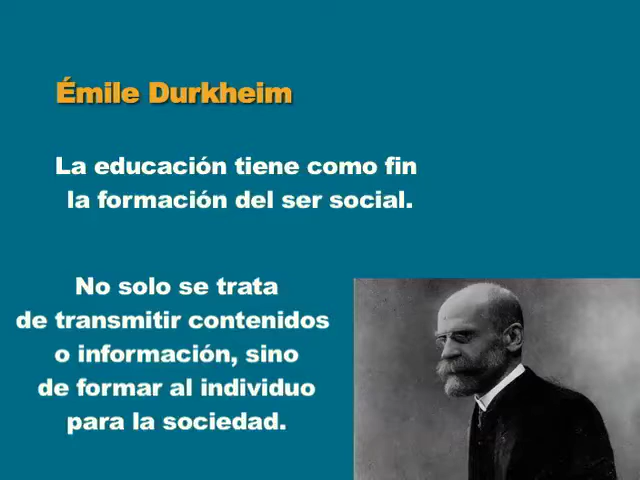 Émile Durkheim
La educación tiene como fin
la formación del ser social.
No solo se trata
de transmitir contenidos
o información, sino
de formar al individuo
para la sociedad.